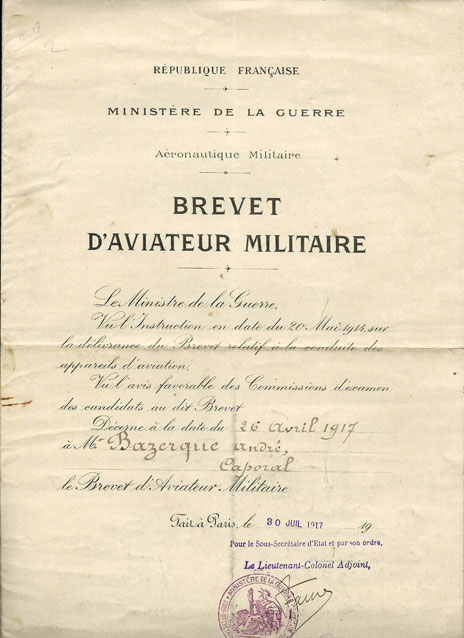 RÉPUBLIQUE FRANÇAISE
MINISTÈRE DE LA GUERRE
Aéronautique Militaire
BREVET
D'AVIATEUR MILITAIRE
Le Ministre de la Guerre.
Vu l'Instruction en date du 20 Mai 1914, sur
la délivrance du Brevet relatif à la conduite des
appareils d'aviation.
Vu l'avis favorable des Commissions d'examen
des candidats au dit Brevet
Décerne à la date du 26 avril 1917
à Mr Bazerque André,
Caporal
le Brevet d'Aviateur Militaire
Fait à Paris, le 30 JUIL 1917 19
Pour le Sous-Secrétaire d'Etat et par son ordre,
Le Lieutenant-Colonel Adjoint,
MINISTÈRE DE LA GUERRE